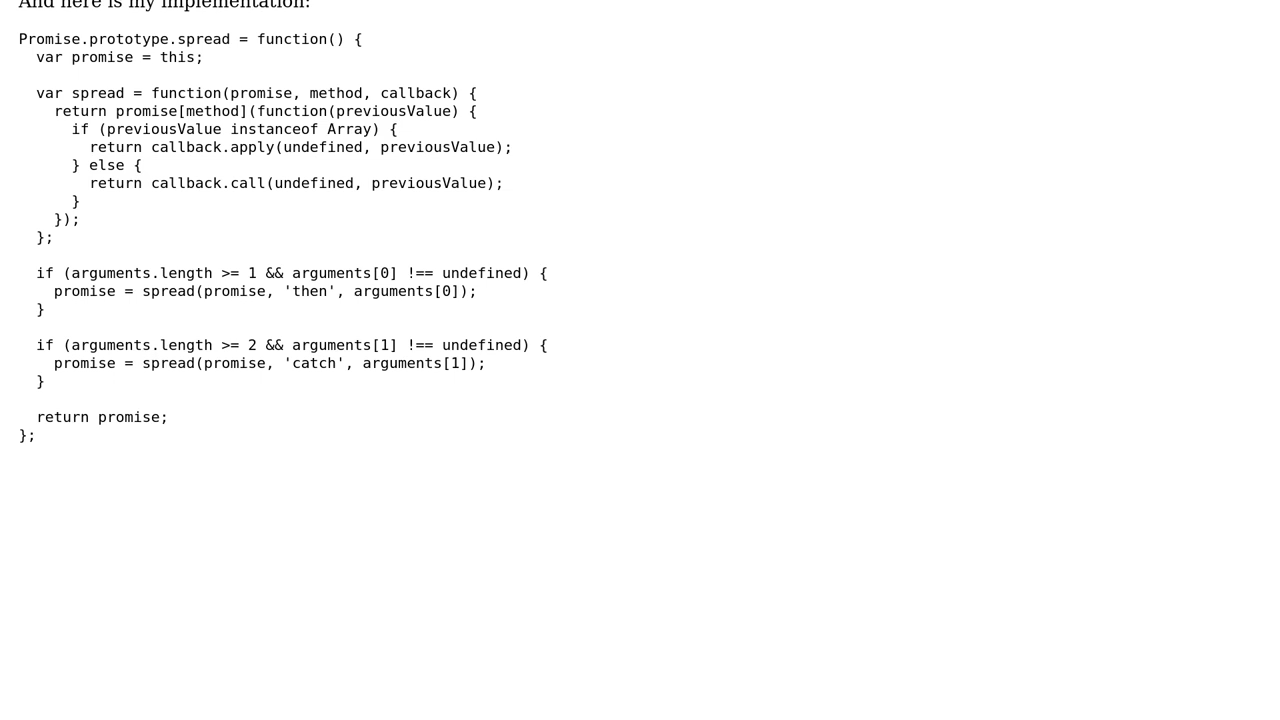 And here is my implementation:
Promise.prototype.spread = function() {
  var promise = this;

  var spread = function(promise, method, callback) {
    return promise[method](function(previousValue) {
      if (previousValue instanceof Array) {
        return callback.apply(undefined, previousValue);
      } else {
        return callback.call(undefined, previousValue);
      }
    });
  };

  if (arguments.length >= 1 && arguments[0] !== undefined) {
    promise = spread(promise, 'then', arguments[0]);
  }

  if (arguments.length >= 2 && arguments[1] !== undefined) {
    promise = spread(promise, 'catch', arguments[1]);
  }

  return promise;
};